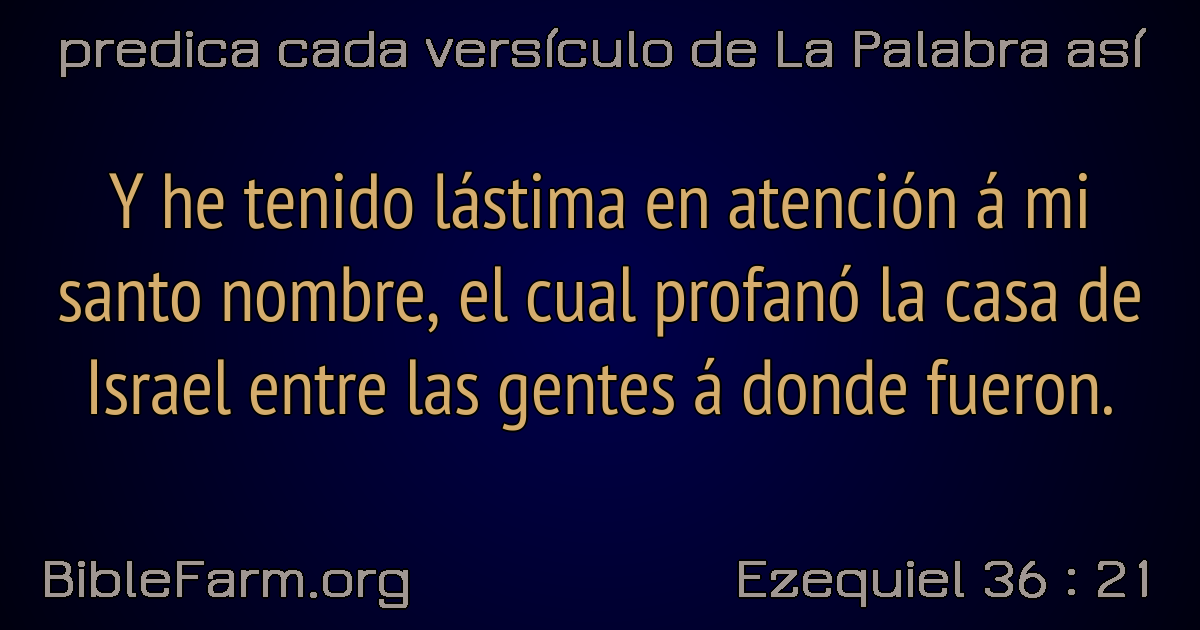 predica cada versículo de La Palabra así
Y he tenido lástima en atención á mi
santo nombre, el cual profanó la casa de
Israel entre las gentes á donde fueron.
BibleFarm.org
Ezequiel 36 : 21